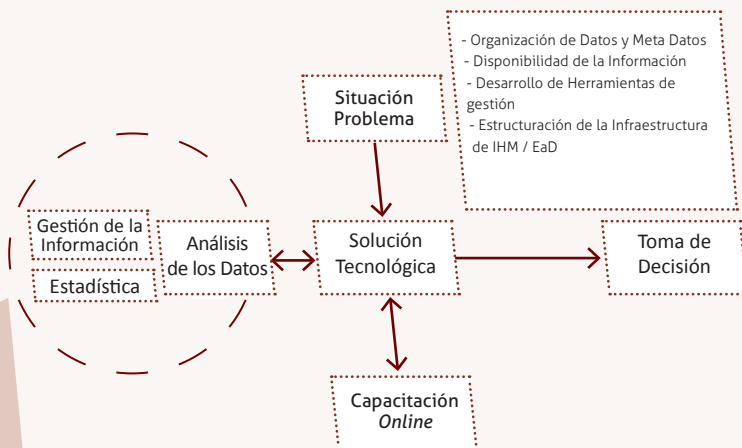 - Organización de Datos y Meta Datos
- Disponibilidad de la Información
- Desarrollo de Herramientas de
gestión
- Estructuración de la Infraestructura
de IHM / EaD
Situación
Problema
Gestión de la
Información
Estadística
Análisis
de los Datos
Solución
Tecnológica
Toma de
Decisión
Capacitación
Online